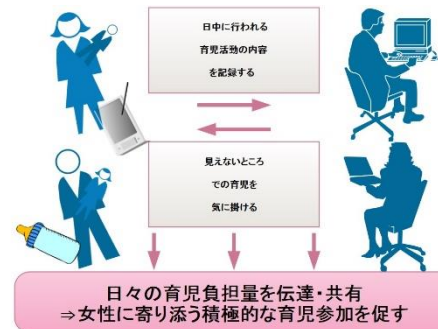 日中に行われる
育児活動の内容
を記録する
見えないところ
での育児を
気に掛ける
日々の育児負担量を伝達・共有
⇒女性に寄り添う積極的な育児参加を促す